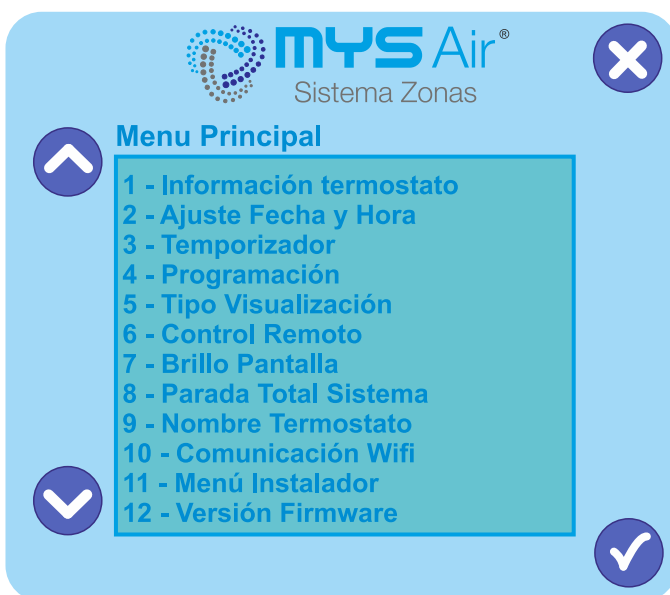 MYS Air®
Sistema Zonas
Menu Principal
1 - Información termostato
2 - Ajuste Fecha y Hora
3 - Temporizador
4 - Programación
5 - Tipo Visualización
6 - Control Remoto
7 - Brillo Pantalla
8 - Parada Total Sistema
9 - Nombre Termostato
10 - Comunicación Wifi
11 - Menú Instalador
12 - Versión Firmware